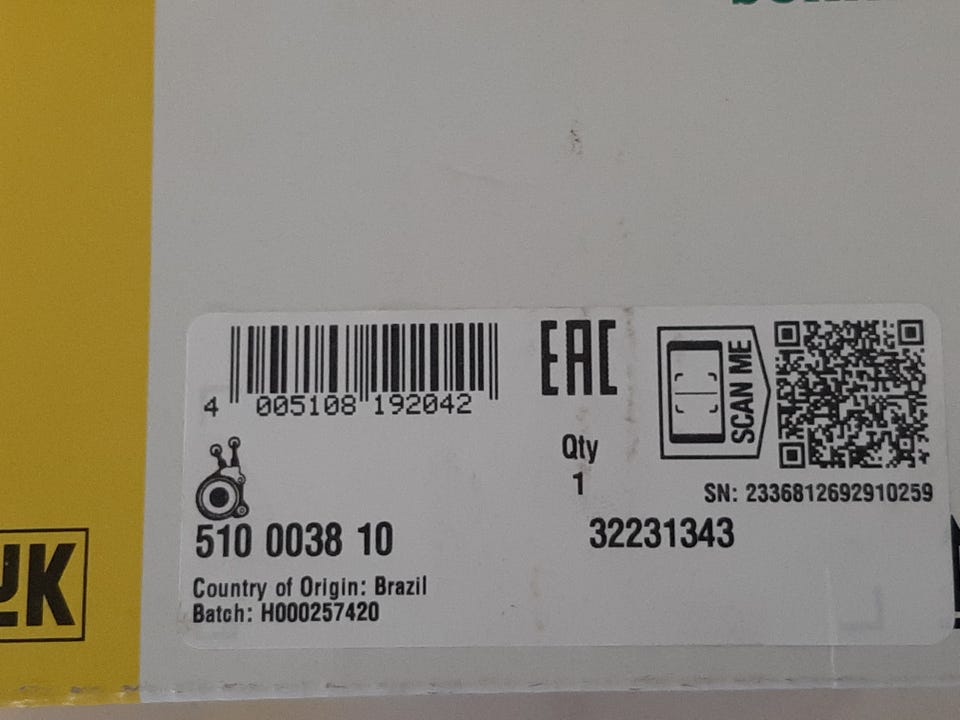 EAC
SCAN ME
4 005108 192042
Qty
1
SN: 2336812692910259
510 0038 10
32231343
Country of Origin: Brazil
Batch: H000257420
UK